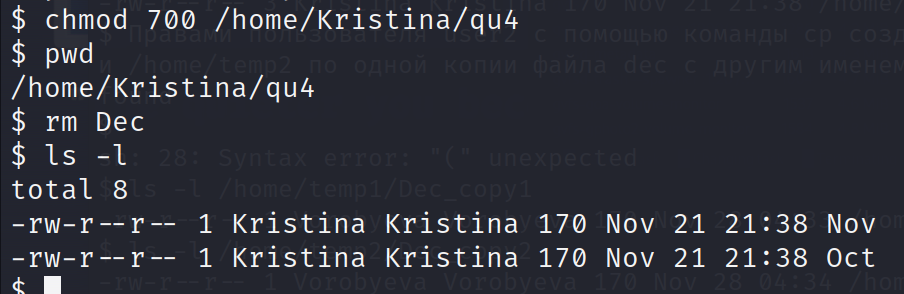 $ chmod 700 /home/Kristina/qu4
$ pwd
/home/Kristina/qu4
$ rm Dec
$ ls -l
total 8
-rw-r--r-- 1 Kristina Kristina 170 Nov 21 21:38 Nov
-rw-r--r-- 1 Kristina Kristina 170 Nov 21 21:38 Oct
$